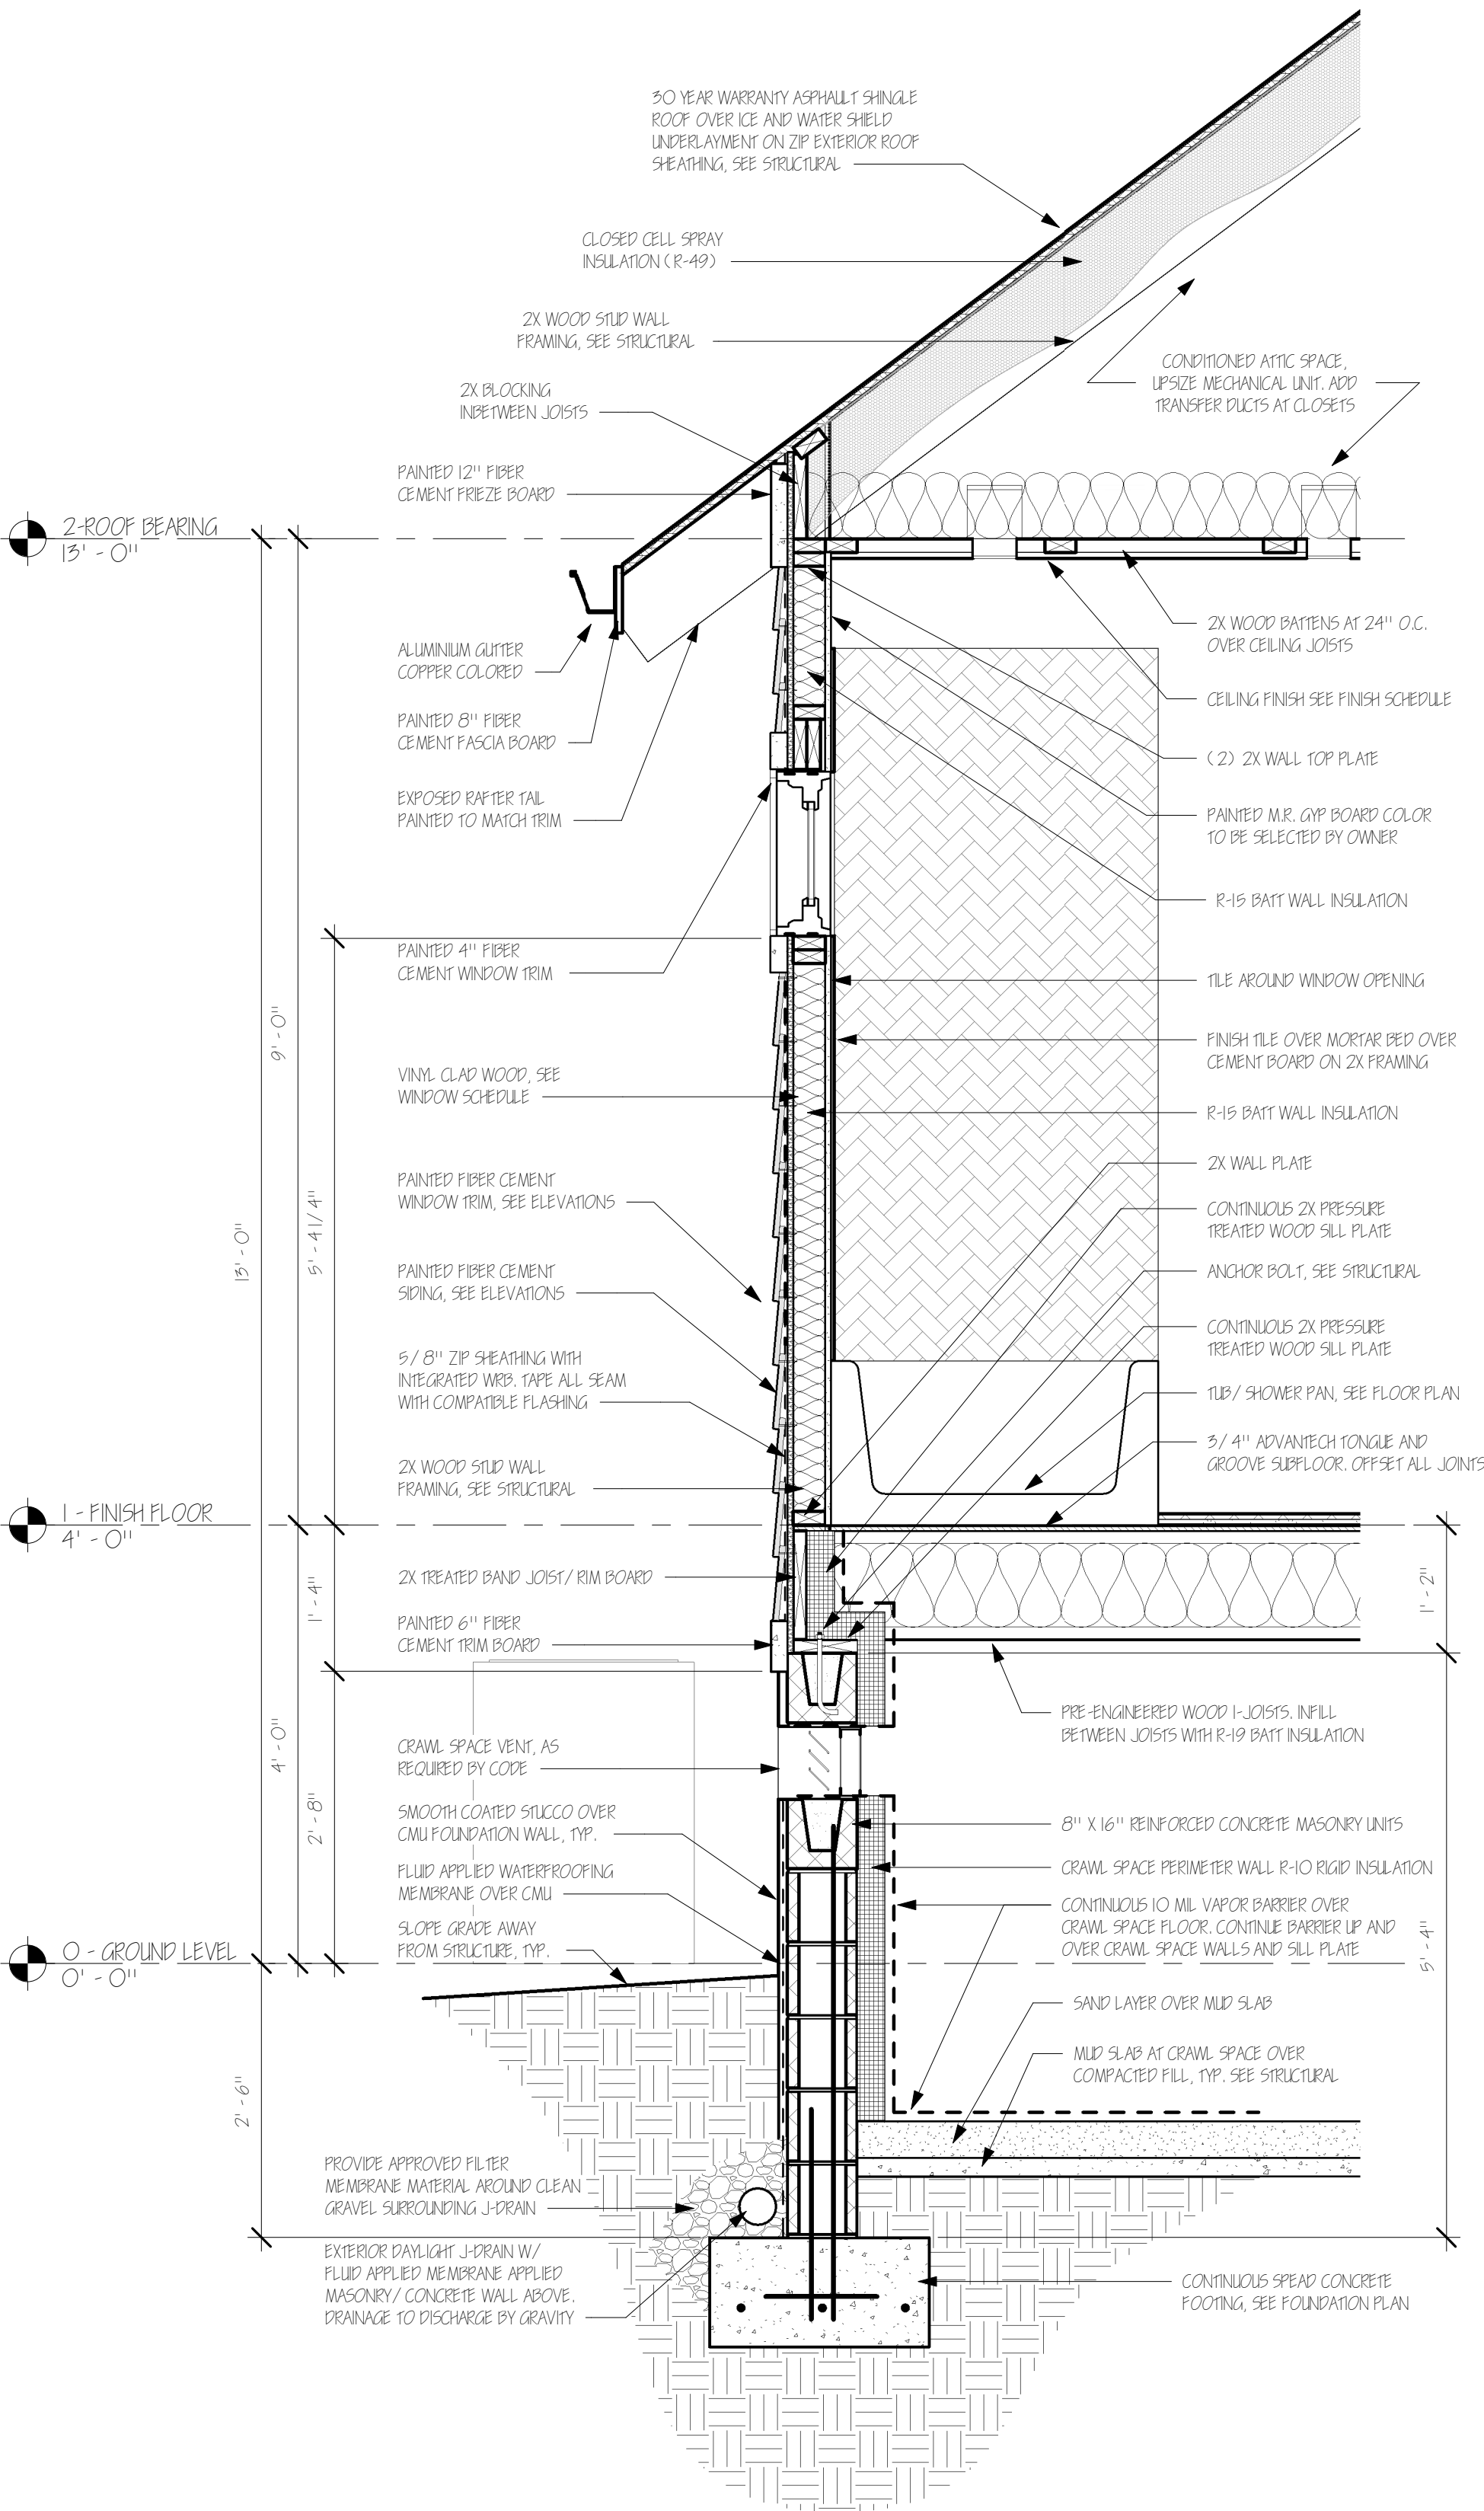 30 YEAR WARRANTY ASPHAULT SHINGLE
ROOF OVER ICE AND WATER SHIELD
UNDERLAYMENT ON ZIP EXTERIOR ROOF
SHEATHING, SEE STRUCTURAL
CLOSED CELL SPRAY
INSULATION (R-49)
2X WOOD STUD WALL
FRAMING, SEE STRUCTURAL
2X BLOCKING
INBETWEEN JOISTS
PAINTED 12" FIBER
CEMENT FRIEZE BOARD
CONDITIONED ATTIC SPACE,
UPSIZE MECHANICAL UNIT. ADD
TRANSFER DUCTS AT CLOSETS
2-ROOF BEARING
13' - 0"
ALUMINIUM GUTTER
COPPER COLORED
PAINTED 8" FIBER
CEMENT FASCIA BOARD
EXPOSED RAFTER TAIL
PAINTED TO MATCH TRIM
PAINTED 4" FIBER
CEMENT WINDOW TRIM
VINYL CLAD WOOD, SEE
WINDOW SCHEDULE
PAINTED FIBER CEMENT
WINDOW TRIM, SEE ELEVATIONS
PAINTED FIBER CEMENT
SIDING, SEE ELEVATIONS
5/8" ZIP SHEATHING WITH
INTEGRATED WRB. TAPE ALL SEAM
WITH COMPATIBLE FLASHING
2X WOOD STUD WALL
FRAMING, SEE STRUCTURAL
2X WOOD BATTENS AT 24" O.C.
OVER CEILING JOISTS
CEILING FINISH SEE FINISH SCHEDULE
(2) 2X WALL TOP PLATE
PAINTED M.R. GYP BOARD COLOR
TO BE SELECTED BY OWNER
R-15 BATT WALL INSULATION
TILE AROUND WINDOW OPENING
FINISH TILE OVER MORTAR BED OVER
CEMENT BOARD ON 2X FRAMING
R-15 BATT WALL INSULATION
2X WALL PLATE
CONTINUOUS 2X PRESSURE
TREATED WOOD SILL PLATE
ANCHOR BOLT, SEE STRUCTURAL
CONTINUOUS 2X PRESSURE
TREATED WOOD SILL PLATE
TUB/ SHOWER PAN, SEE FLOOR PLAN
3/4" ADVANTECH TONGUE AND
GROOVE SUBFLOOR. OFFSET ALL JOINTS
9' - 0"
13' - 0"
5' - 4 1/4"
1 - FINISH FLOOR
4' - 0"
2X TREATED BAND JOIST/ RIM BOARD
PAINTED 6" FIBER
CEMENT TRIM BOARD
CRAWL SPACE VENT, AS
REQUIRED BY CODE
SMOOTH COATED STUCCO OVER
CMU FOUNDATION WALL, TYP.
FLUID APPLIED WATERFROOFING
MEMBRANE OVER CMU
SLOPE GRADE AWAY
FROM STRUCTURE, TYP.
1' - 4"
4' - 0"
2' - 8"
1' - 2"
PRE-ENGINEERED WOOD I-JOISTS. INFILL
BETWEEN JOISTS WITH R-19 BATT INSULATION
8" X 16" REINFORCED CONCRETE MASONRY UNITS
CRAWL SPACE PERIMETER WALL R-10 RIGID INSULATION
CONTINUOUS 10 MIL VAPOR BARRIER OVER
CRAWL SPACE FLOOR. CONTINUE BARRIER UP AND
OVER CRAWL SPACE WALLS AND SILL PLATE
5' - 4"
0 - GROUND LEVEL
0' - 0"
SAND LAYER OVER MUD SLAB
MUD SLAB AT CRAWL SPACE OVER
COMPACTED FILL, TYP. SEE STRUCTURAL
2' - 6"
PROVIDE APPROVED FILTER
MEMBRANE MATERIAL AROUND CLEAN
GRAVEL SURROUNDING J-DRAIN
EXTERIOR DAYLIGHT J-DRAIN W/
FLUID APPLIED MEMBRANE APPLIED
MASONRY/ CONCRETE WALL ABOVE.
DRAINAGE TO DISCHARGE BY GRAVITY
CONTINUOUS SPEAD CONCRETE
FOOTING, SEE FOUNDATION PLAN